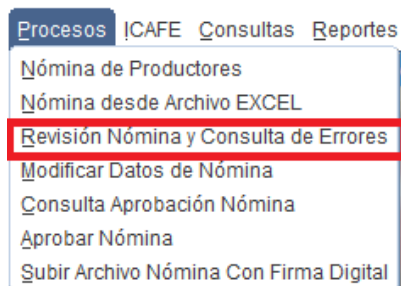 Procesos ICAFE Consultas Reportes
Nómina de Productores
Nómina desde Archivo EXCEL
Revisión Nómina y Consulta de Errores
Modificar Datos de Nómina
Consulta Aprobación Nómina
Aprobar Nómina
Subir Archivo Nómina Con Firma Digital